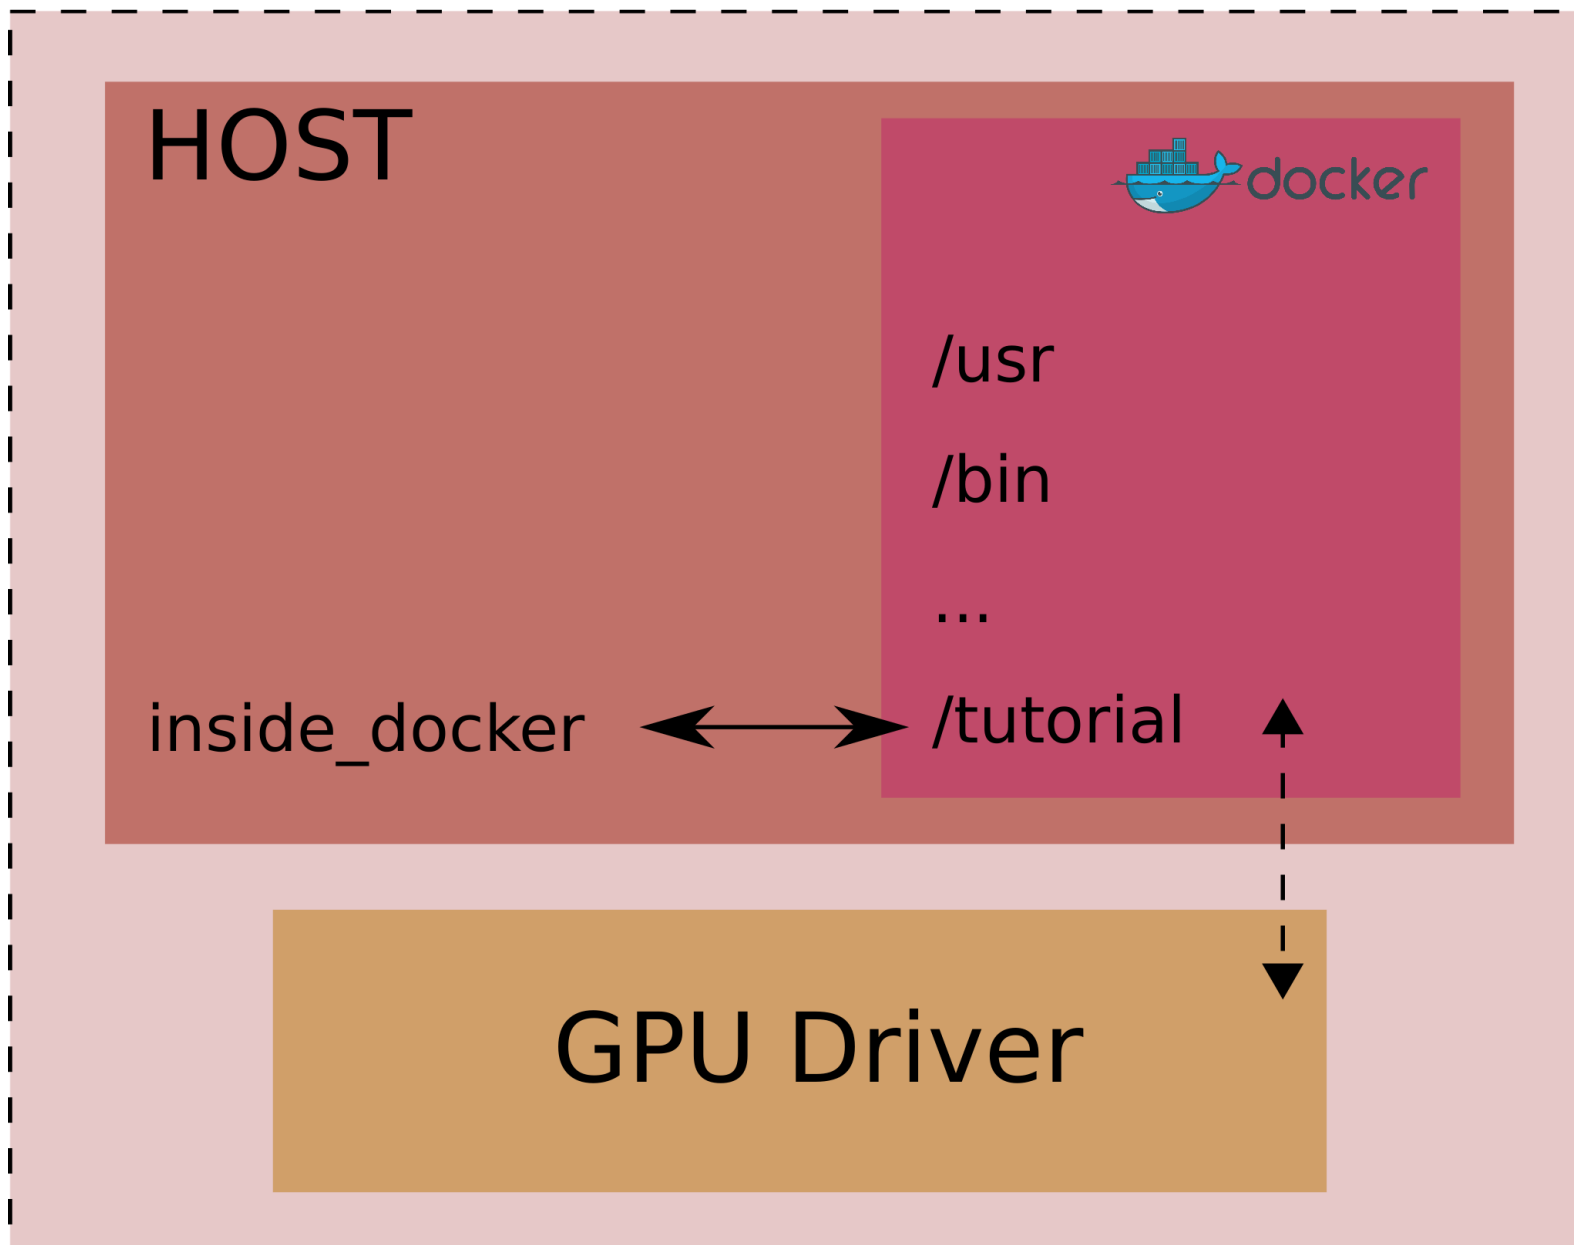 HOST
docker
/usr
/bin
...
inside_docker
/tutorial
GPU Driver